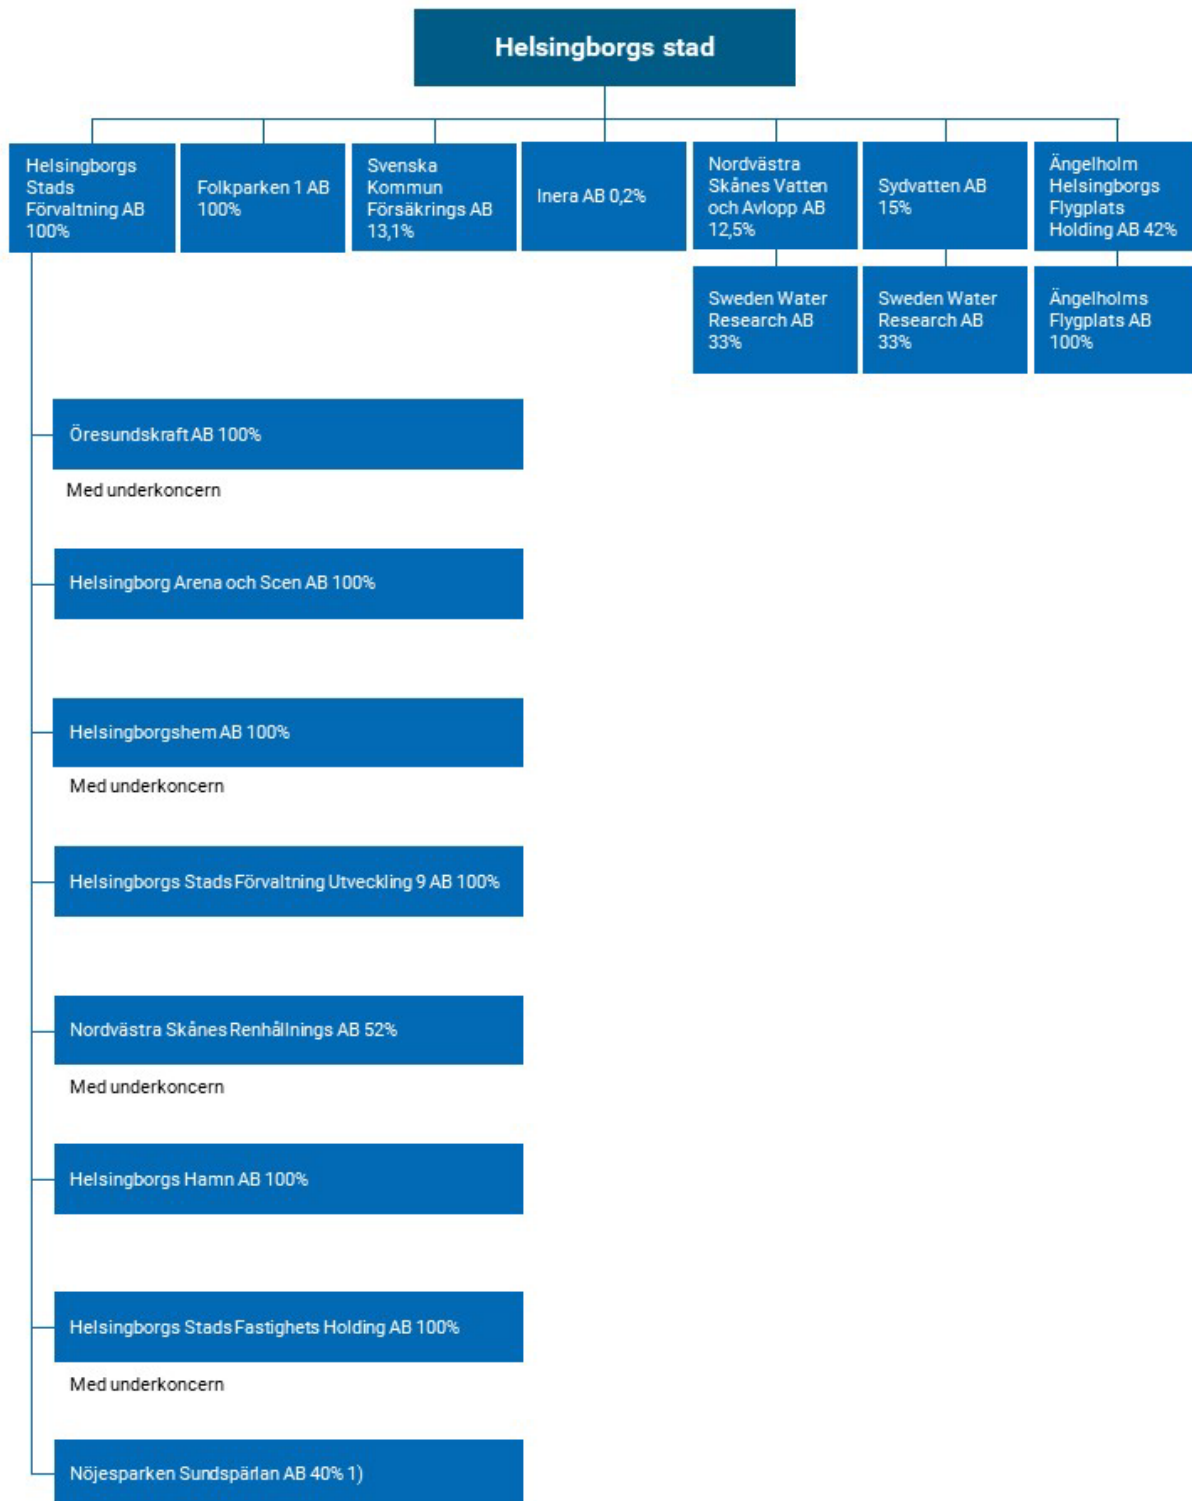 Helsingborgs stad
Helsingborgs
Stads
Förvaltning AB
100%
Folkparken 1 AB
100%
Svenska
Kommun
Försäkrings AB
13,1%
Inera AB 0,2%
Nordvästra
Skånes Vatten
och Avlopp AB
12,5%
Sydvatten AB
15%
Ängelholm
Helsingborgs
Flygplats
Holding AB 42%
Sweden Water
Research AB
33%
Sweden Water
Research AB
33%
Ängelholms
Flygplats AB
100%
Öresundskraft AB 100%
Med underkoncern
Helsingborg Arena och Scen AB 100%
Helsingborgshem AB 100%
Med underkoncern
Helsingborgs Stads Förvaltning Utveckling 9 AB 100%
Nordvästra Skånes Renhållnings AB 52%
Med underkoncern
Helsingborgs Hamn AB 100%
Helsingborgs Stads Fastighets Holding AB 100%
Med underkoncern
Nöjesparken Sundspärlan AB 40% 1)